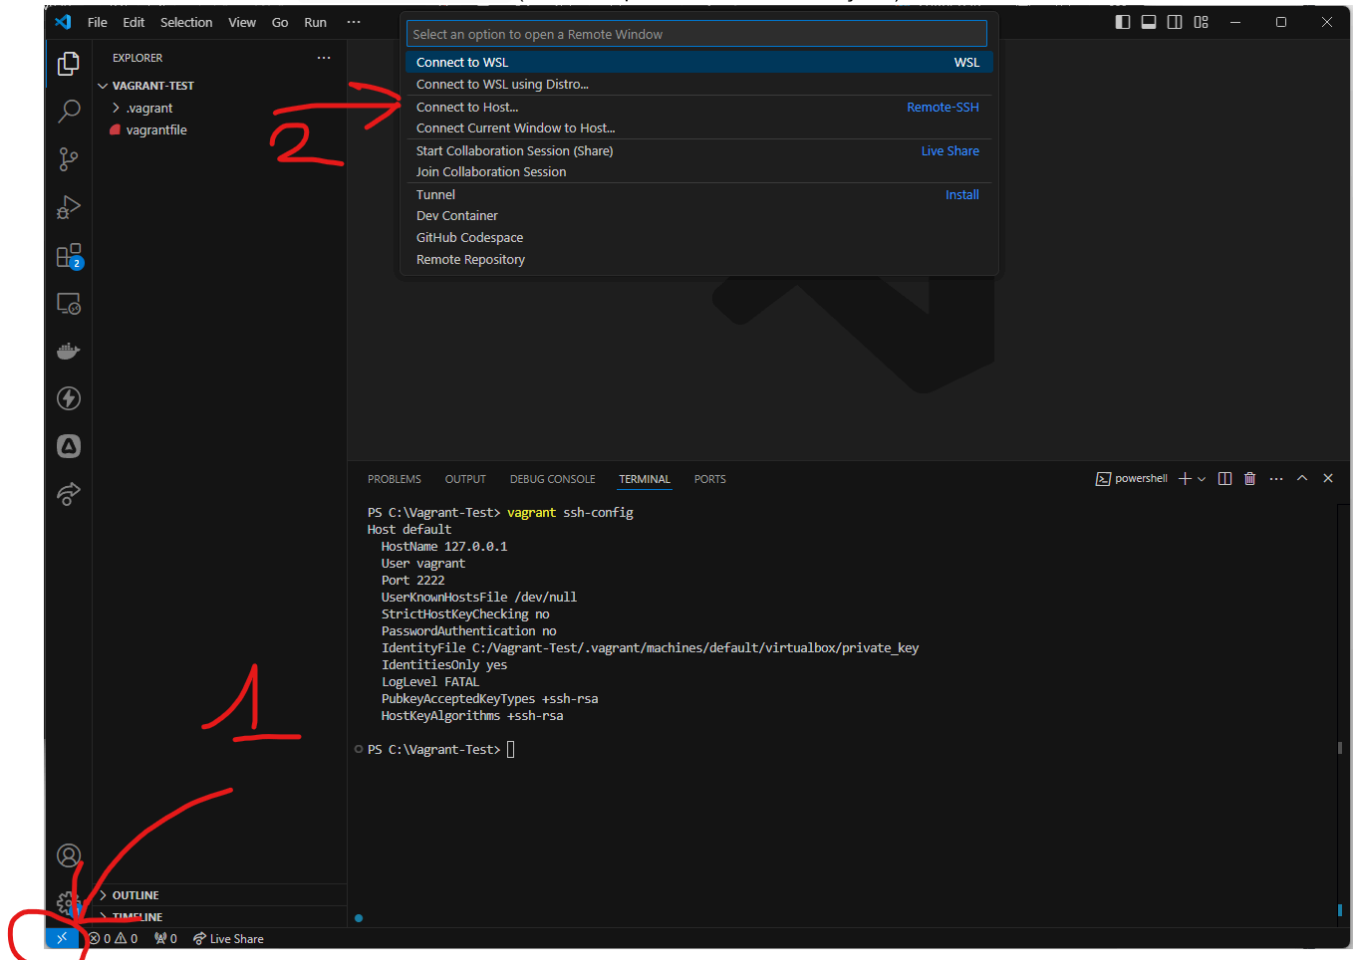 File Edit Selection View Go Run ···
Select an option to open a Remote Window
Connect to WSL WSL
Connect to WSL using Distro...
Connect to Host... Remote-SSH
Connect Current Window to Host...
Start Collaboration Session (Share) Live Share
Join Collaboration Session
Tunnel Install
Dev Container
GitHub Codespace
Remote Repository
EXPLORER ···
VAGRANT-TEST
.vagrant
vagrantfile
2
2
PROBLEMS OUTPUT DEBUG CONSOLE TERMINAL PORTS
powershell
PS C:\Vagrant-Test> vagrant ssh-config
Host default
HostName 127.0.0.1
User vagrant
Port 2222
UserKnownHostsFile /dev/null
StrictHostKeyChecking no
PasswordAuthentication no
IdentityFile C:/Vagrant-Test/.vagrant/machines/default/virtualbox/private_key
IdentitiesOnly yes
LogLevel FATAL
PubkeyAcceptedKeyTypes +ssh-rsa
HostKeyAlgorithms +ssh-rsa
PS C:\Vagrant-Test>
1
OUTLINE
TIMELINE
0 0 0 Live Share